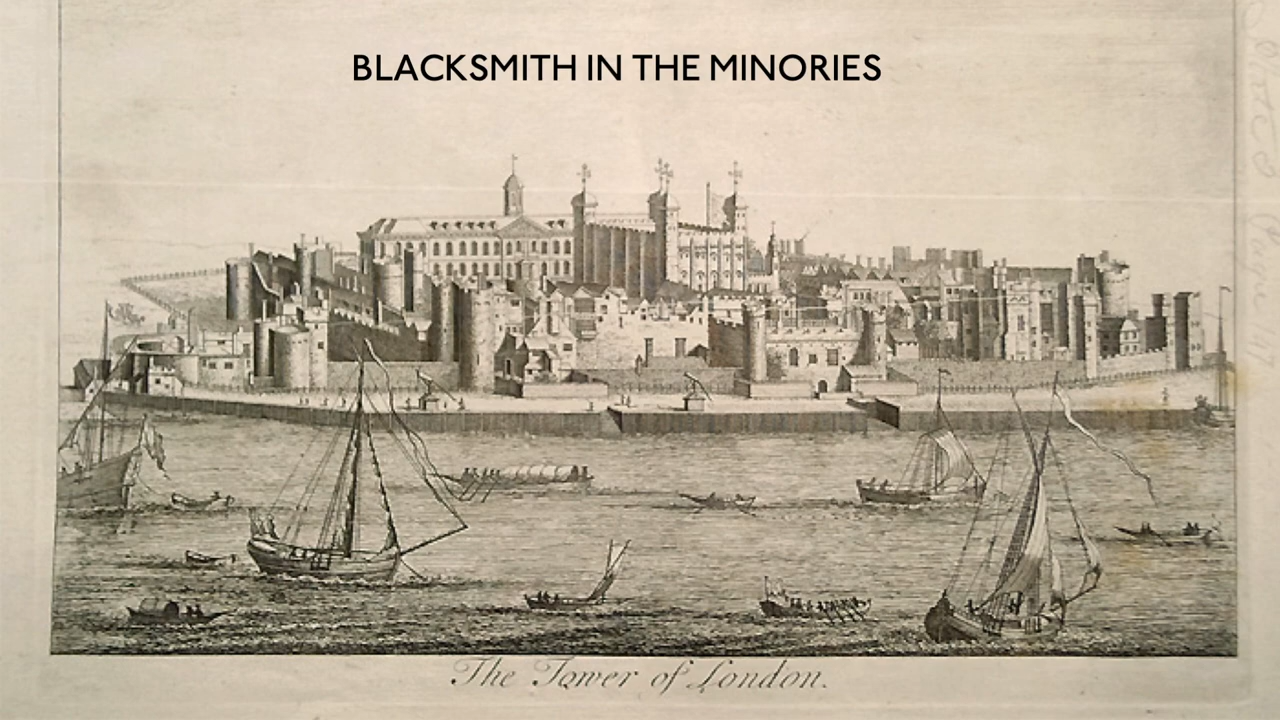 BLACKSMITH IN THE MINORIES
The Tower of London.